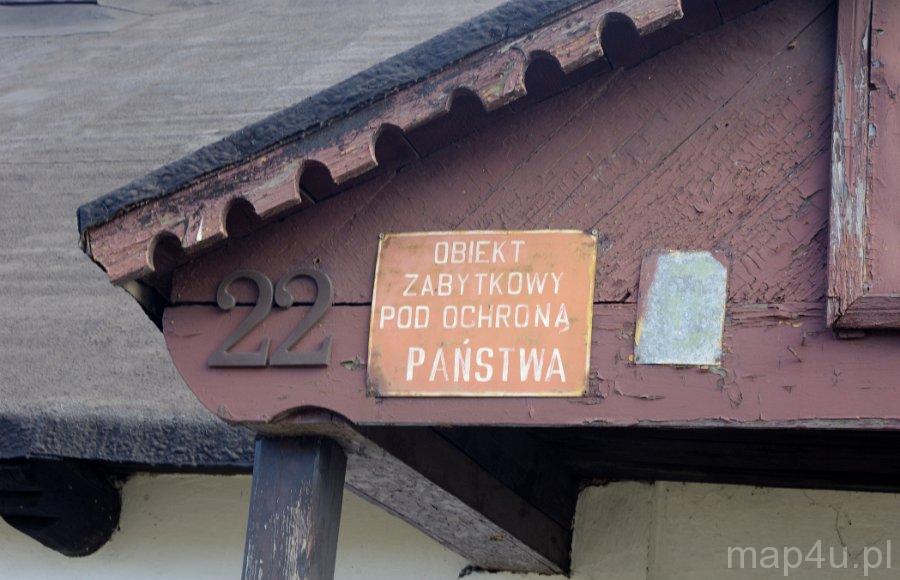 22
OBIEKT
ZABYTKOWY
POD OCHRONĄ
PAŃSTWA
map4u.pl